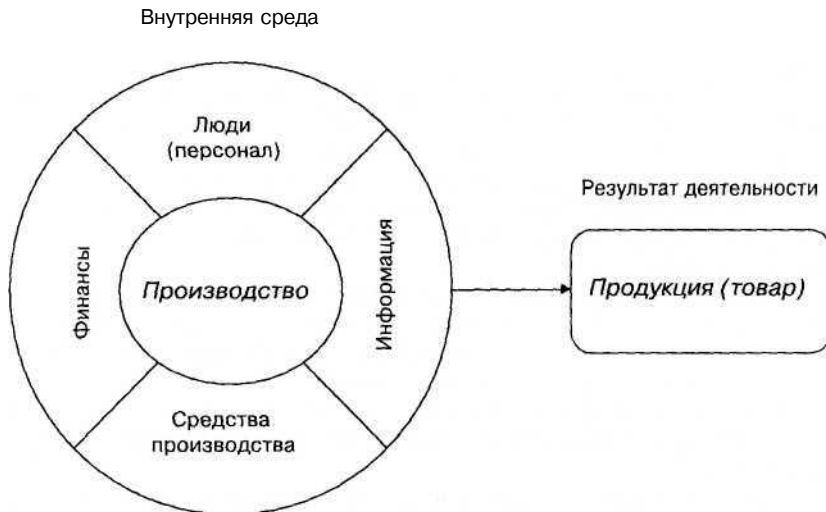 Внутренняя среда
Люди
(персонал)
Финансы
Производство
Информация
Средства
производства
Результат деятельности
Продукция (товар)